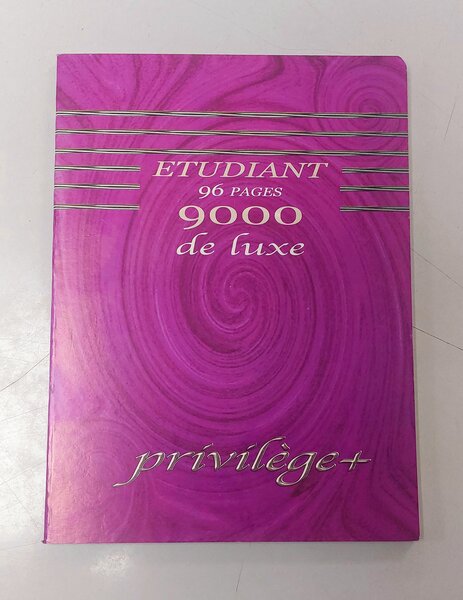 ETUDIANT
96 PAGES
9000
de luxe
privilège+